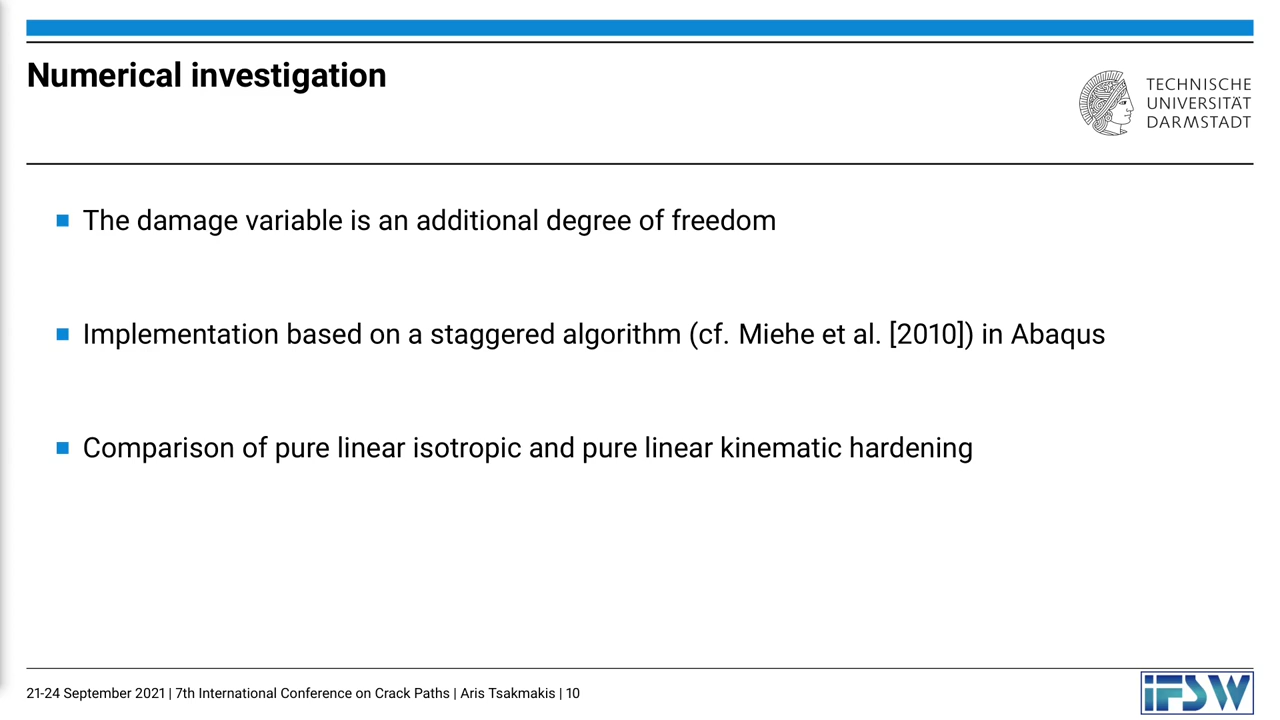 Numerical investigation
TECHNISCHE
UNIVERSITÄT
DARMSTADT
The damage variable is an additional degree of freedom
Implementation based on a staggered algorithm (cf. Miehe et al. [2010]) in Abaqus
Comparison of pure linear isotropic and pure linear kinematic hardening
21-24 September 2021 | 7th International Conference on Crack Paths | Aris Tsakmakis | 10
iFSW